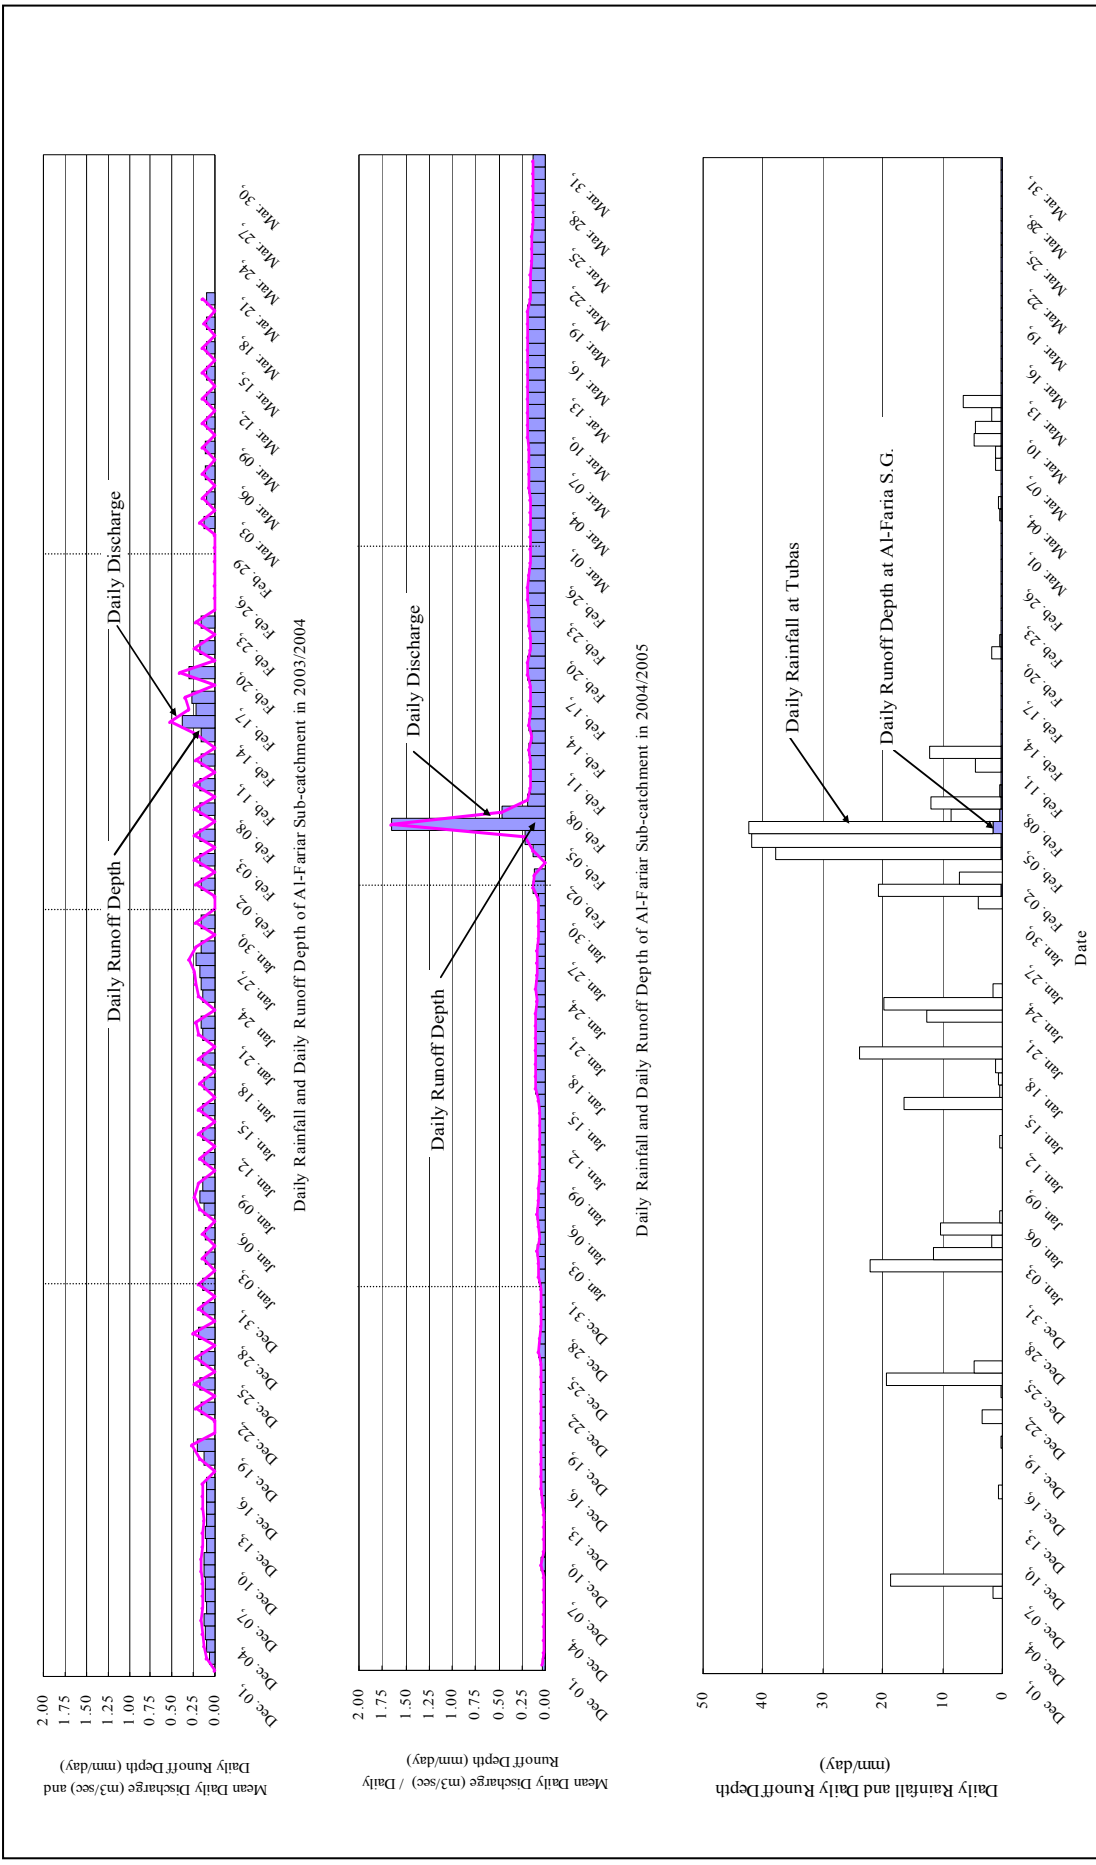 Mean Daily Discharge (m3/sec) and
Daily Runoff Depth (mm/day)
2.00
1.75
1.50
1.25
1.00
0.75
0.50
0.25
0.00
Daily Runoff Depth
Daily Discharge
Dec. 01,
Dec. 04,
Dec. 07,
Dec. 10,
Dec. 13,
Dec. 16,
Dec. 19,
Dec. 22,
Dec. 25,
Dec. 28,
Dec. 31,
Jan. 03,
Jan. 06,
Jan. 09,
Jan. 12,
Jan. 15,
Jan. 18,
Jan. 21,
Jan. 24,
Jan. 27,
Jan. 30,
Feb. 02,
Feb. 03,
Feb. 08,
Feb. 11,
Feb. 14,
Feb. 17,
Feb. 20,
Feb. 23,
Feb. 26,
Feb. 29
Mar. 03,
Mar. 06,
Mar. 09,
Mar. 12,
Mar. 15,
Mar. 18,
Mar. 21,
Mar. 24,
Mar. 27,
Mar. 30,
Daily Rainfall and Daily Runoff Depth of Al-Fariar Sub-catchment in 2003/2004
Mean Daily Discharge (m3/sec) / Daily
Runoff Depth (mm/day)
2.00
1.75
1.50
1.25
1.00
0.75
0.50
0.25
0.00
Daily Runoff Depth
Daily Discharge
Dec. 01,
Dec. 04,
Dec. 07,
Dec. 10,
Dec. 13,
Dec. 16,
Dec. 19,
Dec. 22,
Dec. 25,
Dec. 28,
Dec. 31,
Jan. 03,
Jan. 06,
Jan. 09,
Jan. 12,
Jan. 15,
Jan. 18,
Jan. 21,
Jan. 24,
Jan. 27,
Jan. 30,
Feb. 02,
Feb. 05,
Feb. 08,
Feb. 11,
Feb. 14,
Feb. 17,
Feb. 20,
Feb. 23,
Feb. 26,
Mar. 01,
Mar. 04,
Mar. 07,
Mar. 10,
Mar. 13,
Mar. 16,
Mar. 19,
Mar. 22,
Mar. 25,
Mar. 28,
Mar. 31,
Daily Rainfall and Daily Runoff Depth of Al-Fariar Sub-catchment in 2004/2005
Daily Rainfall and Daily Runoff Depth
(mm/day)
50
40
30
20
10
0
Daily Rainfall at Tubas
Daily Runoff Depth at Al-Faria S.G.
Dec. 01,
Dec. 04,
Dec. 07,
Dec. 10,
Dec. 13,
Dec. 16,
Dec. 19,
Dec. 22,
Dec. 25,
Dec. 28,
Dec. 31,
Jan. 03,
Jan. 06,
Jan. 09,
Jan. 12,
Jan. 15,
Jan. 18,
Jan. 21,
Jan. 24,
Jan. 27,
Jan. 30,
Feb. 02,
Feb. 05,
Feb. 08,
Feb. 11,
Feb. 14,
Feb. 17,
Feb. 20,
Feb. 23,
Feb. 26,
Mar. 01,
Mar. 04,
Mar. 07,
Mar. 10,
Mar. 13,
Mar. 16,
Mar. 19,
Mar. 22,
Mar. 25,
Mar. 28,
Mar. 31,
Date